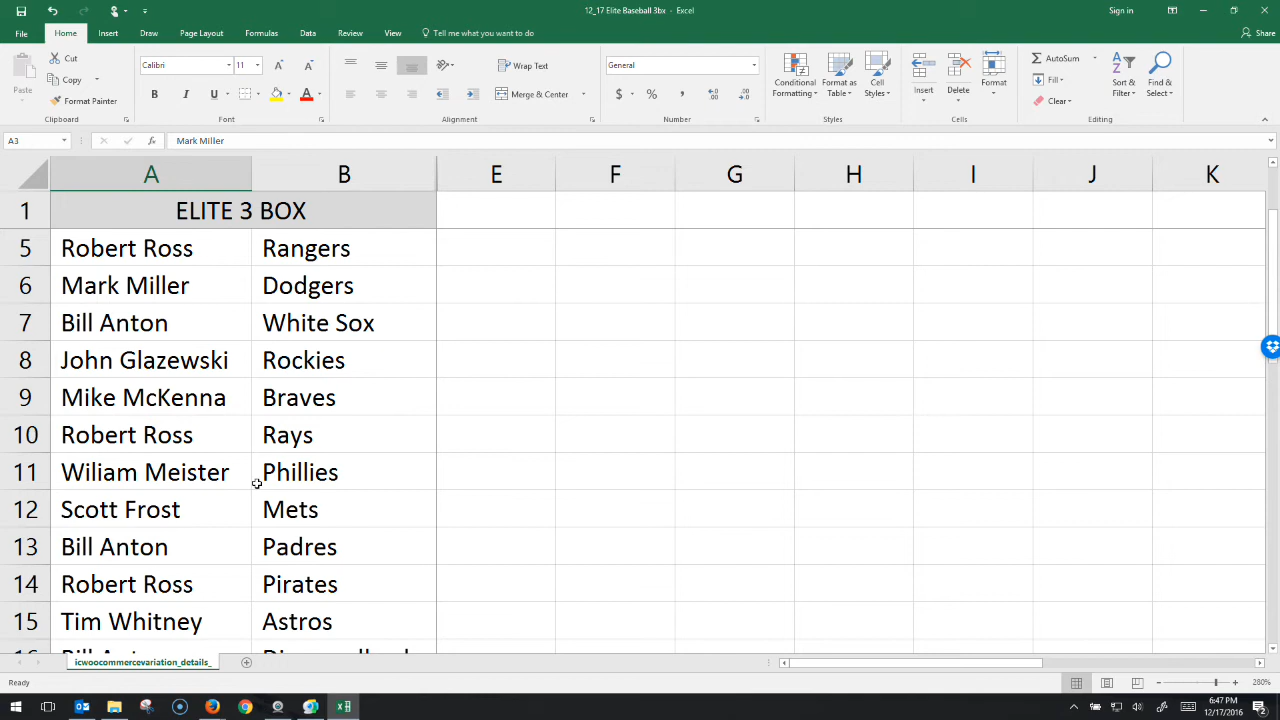 12_17 Elite Baseball 3bx - Excel
Sign in
File Home Insert Draw Page Layout Formulas Data Review View Tell me what you want to do Share
Paste Cut Copy Format Painter
Calibri 11 B I U A
Wrap Text
Merge & Center
General
$ % ,
Conditional Formatting Format as Table Cell Styles
Insert Delete Format
AutoSum Fill Clear
Sort & Filter Find & Select
Clipboard Font Alignment Number Styles Cells Editing
A3 fx Mark Miller
A B E F G H I J K
1 ELITE 3 BOX
5 Robert Ross Rangers
6 Mark Miller Dodgers
7 Bill Anton White Sox
8 John Glazewski Rockies
9 Mike McKenna Braves
10 Robert Ross Rays
11 Wiliam Meister Phillies
12 Scott Frost Mets
13 Bill Anton Padres
14 Robert Ross Pirates
15 Tim Whitney Astros
icwoocommercevariation_details_
Ready 280%
6:47 PM
12/17/2016